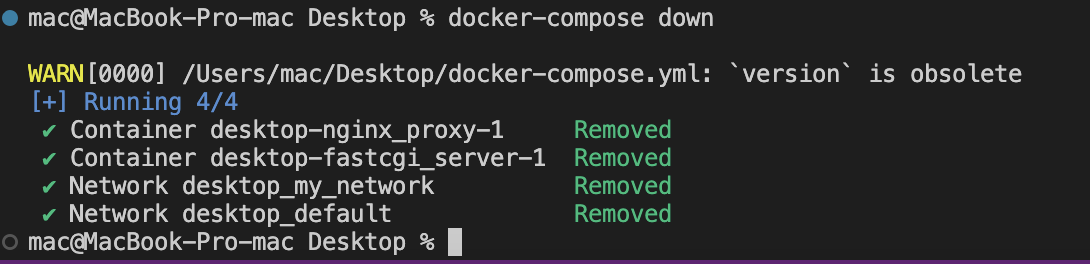 mac@MacBook-Pro-mac Desktop % docker-compose down
WARN[0000] /Users/mac/Desktop/docker-compose.yml: `version` is obsolete
[+] Running 4/4
✔ Container desktop-nginx_proxy-1 Removed
✔ Container desktop-fastcgi_server-1 Removed
✔ Network desktop_my_network Removed
✔ Network desktop_default Removed
mac@MacBook-Pro-mac Desktop %